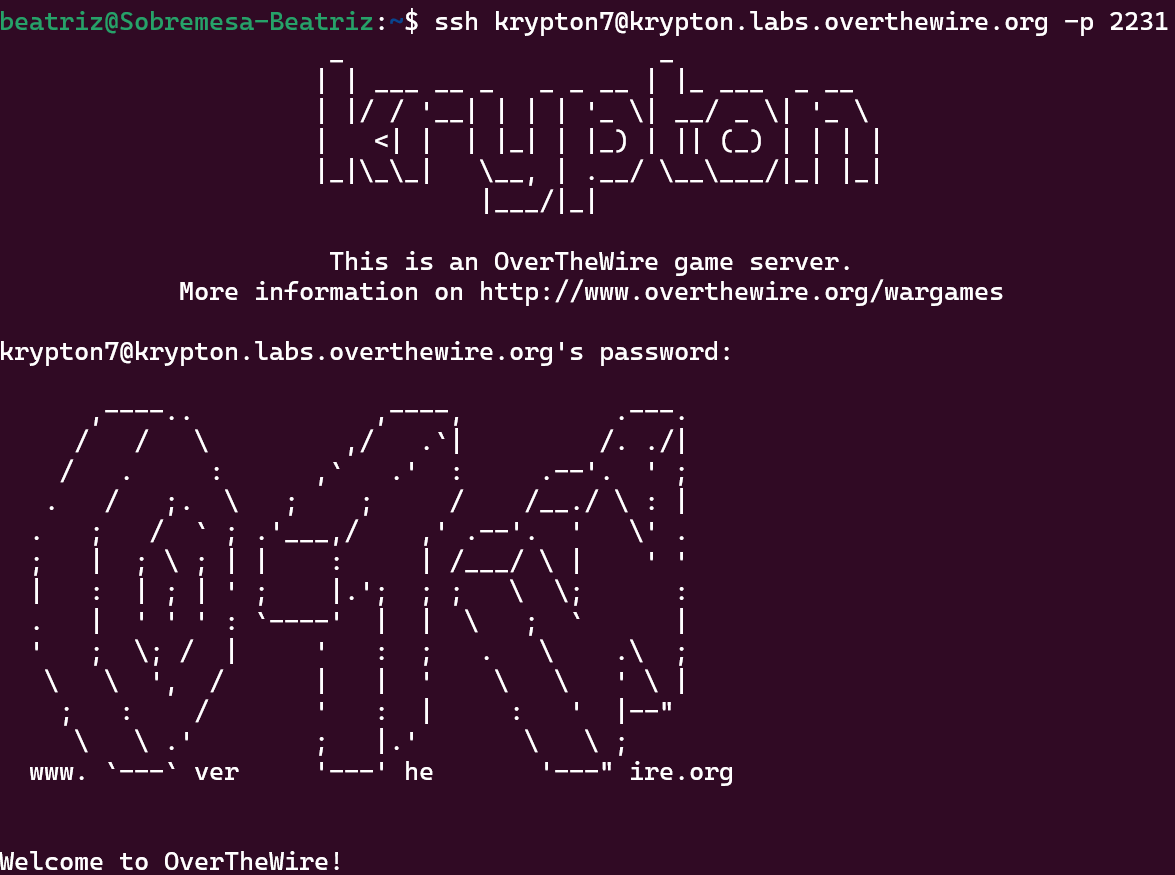 beatriz@Sobremesa-Beatriz:~$ ssh krypton7@krypton.labs.overthewire.org -p 2231
krypton
This is an OverTheWire game server.
More information on http://www.overthewire.org/wargames
krypton7@krypton.labs.overthewire.org's password:
www. ver he ire.org
Welcome to OverTheWire!